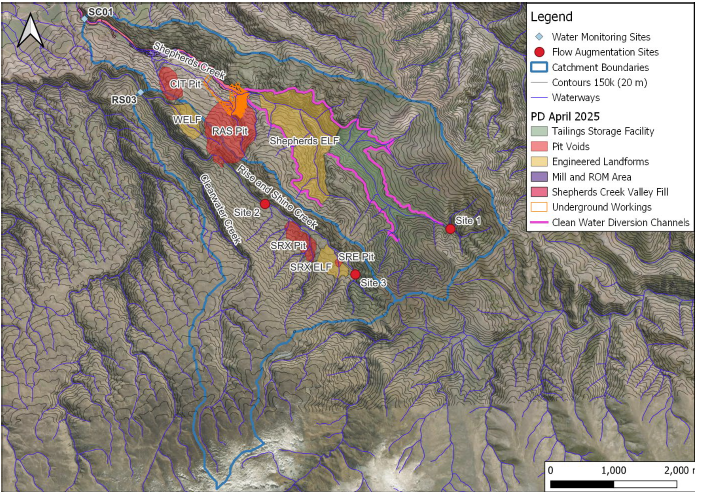 SC01
Shepherds Creek
CIT Pit
RS03
WELF
RAS Pit
Shepherds ELF
Rise and Shine Creek
Clearwater Creek
Site 2
Site 1
SRX Pit
SRE Pit
SRX ELF
Site 3
Legend
Water Monitoring Sites
Flow Augmentation Sites
Catchment Boundaries
Contours 150k (20 m)
Waterways
PD April 2025
Tailings Storage Facility
Pit Voids
Engineered Landforms
Mill and ROM Area
Shepherds Creek Valley Fill
Underground Workings
Clean Water Diversion Channels
0 1,000 2,000 m